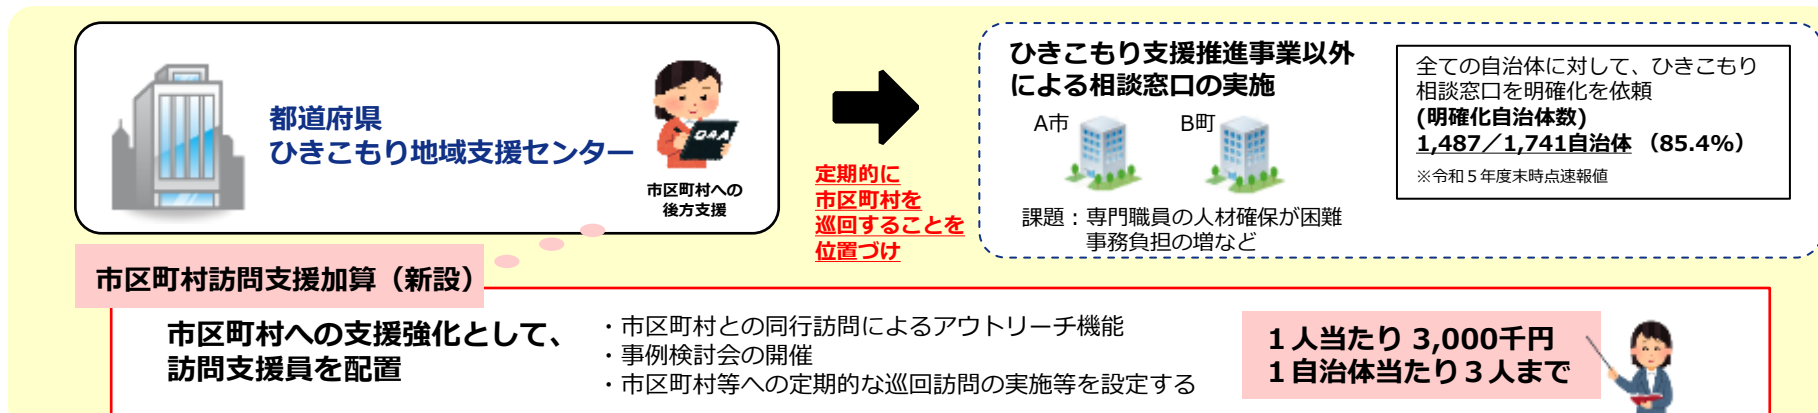 都道府県
ひきこもり地域支援センター
Q&A
市区町村への
後方支援
定期的に
市区町村を
巡回することを
位置づけ
ひきこもり支援推進事業以外
による相談窓口の実施
A市
B町
課題：専門職員の人材確保が困難
事務負担の増など
全ての自治体に対して、ひきこもり
相談窓口を明確化を依頼
(明確化自治体数)
1,487／1,741自治体 （85.4%）
※令和５年度末時点速報値
市区町村訪問支援加算（新設）
市区町村への支援強化として、
訪問支援員を配置
・市区町村との同行訪問によるアウトリーチ機能
・事例検討会の開催
・市区町村等への定期的な巡回訪問の実施等を設定する
１人当たり 3,000千円
１自治体当たり３人まで